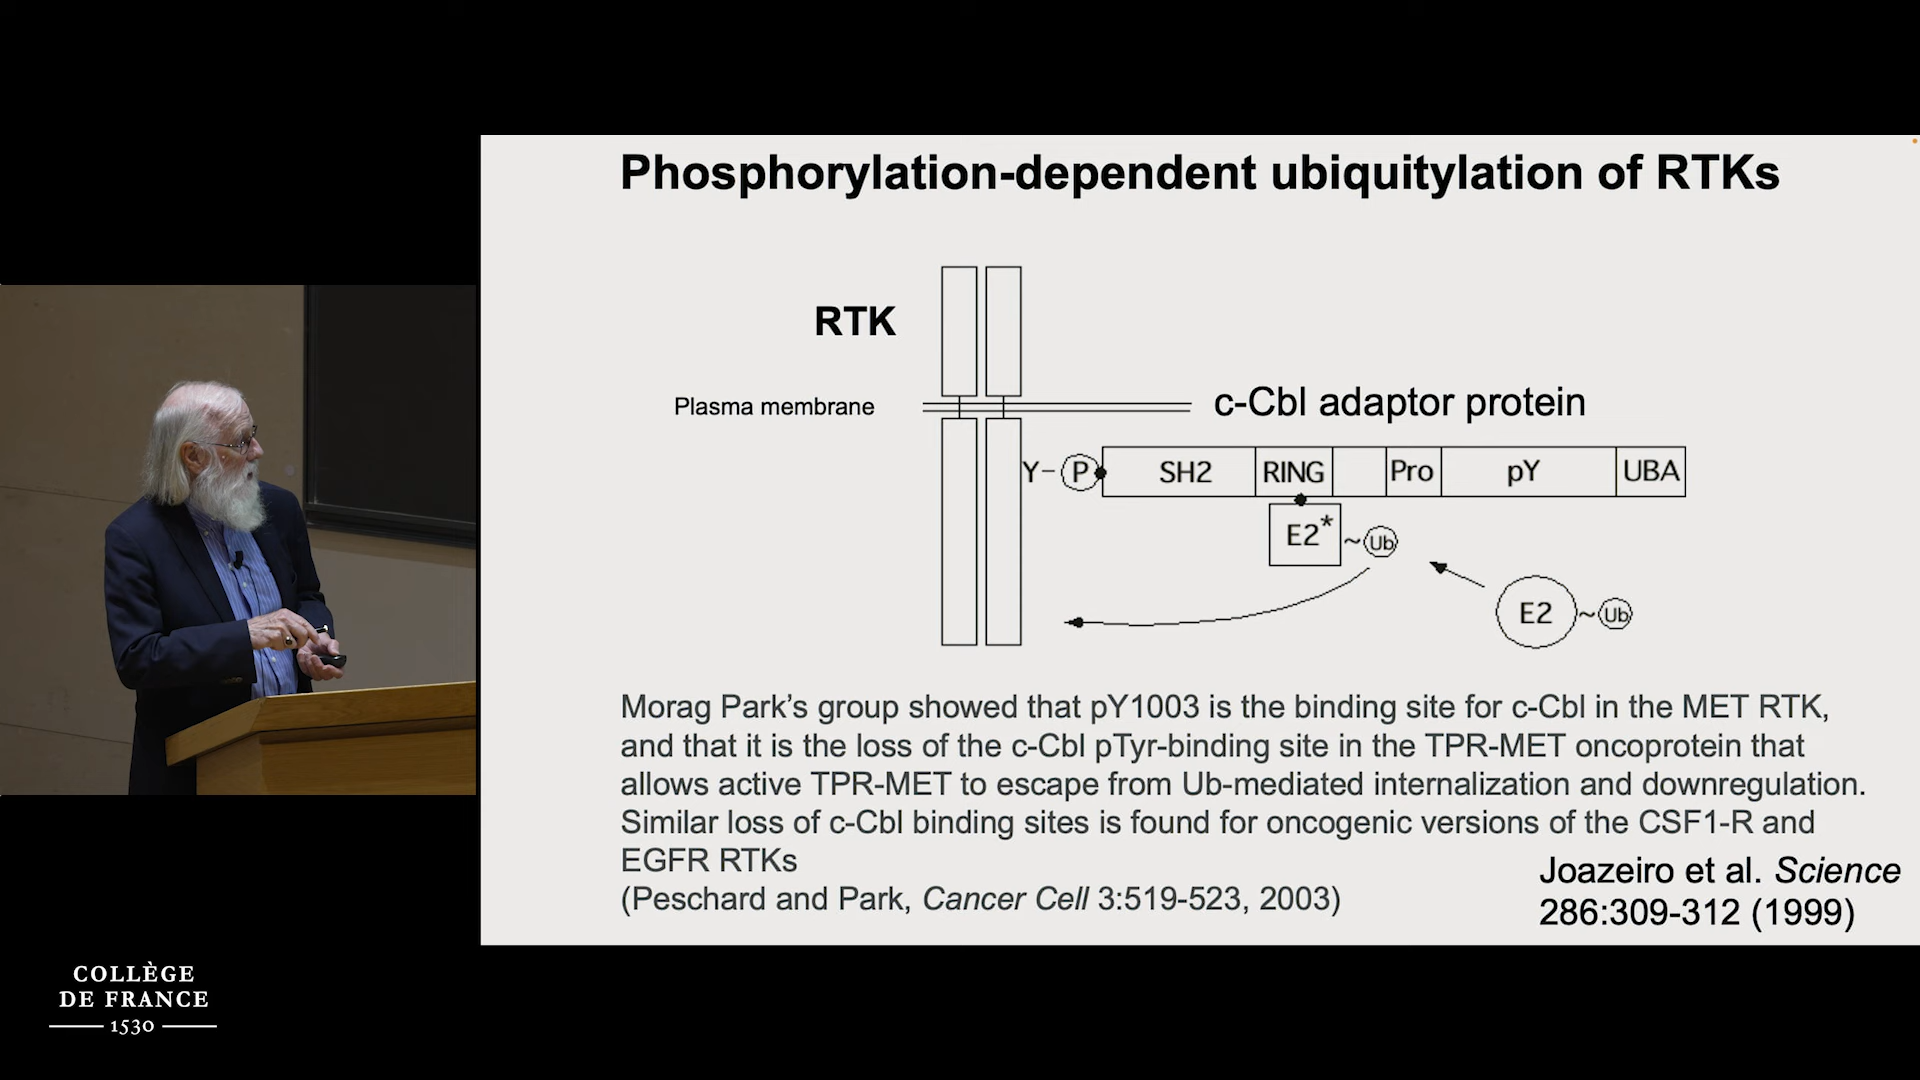 Phosphorylation-dependent ubiquitylation of RTKs
RTK
Plasma membrane
c-Cbl adaptor protein
Y-P SH2 RING Pro pY UBA
E2* ~Ub
E2 ~Ub
Morag Park’s group showed that pY1003 is the binding site for c-Cbl in the MET RTK,
and that it is the loss of the c-Cbl pTyr-binding site in the TPR-MET oncoprotein that
allows active TPR-MET to escape from Ub-mediated internalization and downregulation.
Similar loss of c-Cbl binding sites is found for oncogenic versions of the CSF1-R and
EGFR RTKs
(Peschard and Park, Cancer Cell 3:519-523, 2003)
Joazeiro et al. Science
286:309-312 (1999)
COLLÈGE
DE FRANCE
1530